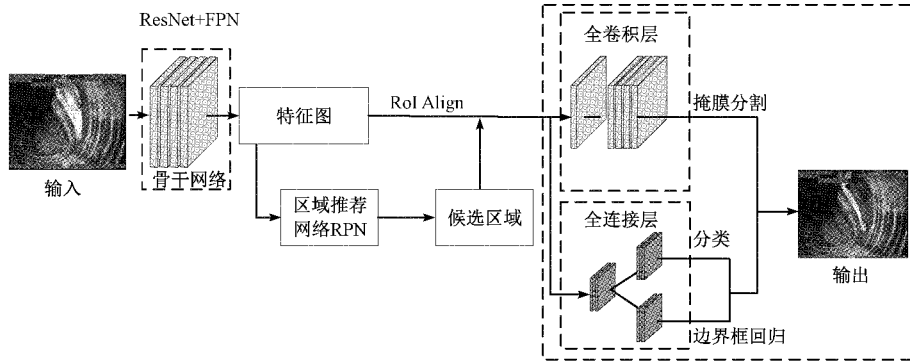 ResNet+FPN
骨干网络
输入
特征图
RoI Align
区域推荐
网络RPN
候选区域
全卷积层
掩膜分割
全连接层
分类
边界框回归
输出